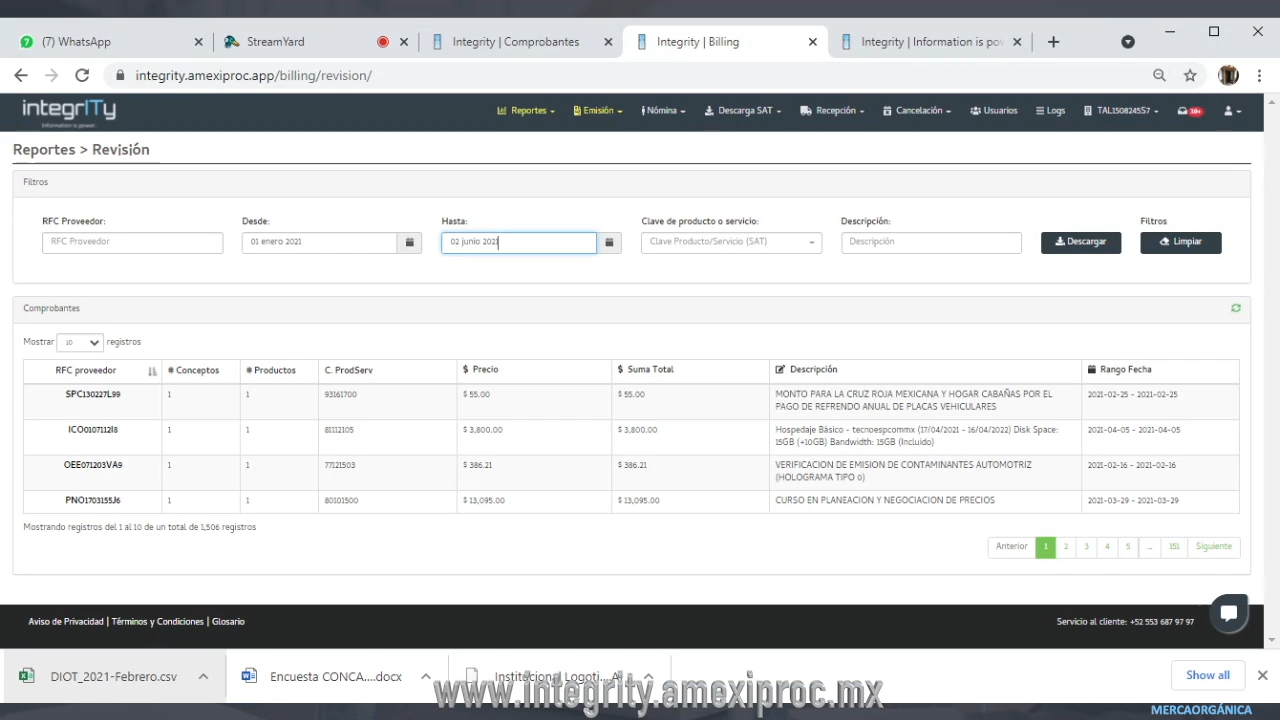 (7) WhatsApp
StreamYard
Integrity | Comprobantes
Integrity | Billing
Integrity | Information is pow
integrity.amexiproc.app/billing/revision/
integrITy
Information is power
Reportes
Emisión
Nómina
Descarga SAT
Recepción
Cancelación
Usuarios
Logs
TAL1508245S7
30+
Reportes > Revisión
Filtros
RFC Proveedor: Desde: Hasta: Clave de producto o servicio: Descripción: Filtros
RFC Proveedor 01 enero 2021 02 junio 2021 Clave Producto/Servicio (SAT) Descripción Descargar Limpiar
Comprobantes
Mostrar 10 registros
RFC proveedor # Conceptos # Productos C. ProdServ $ Precio $ Suma Total Descripción Rango Fecha
SPC130227L99 1 1 93161700 $ 55.00 $ 55.00 MONTO PARA LA CRUZ ROJA MEXICANA Y HOGAR CABAÑAS POR EL 2021-02-25 - 2021-02-25
PAGO DE REFRENDO ANUAL DE PLACAS VEHICULARES
ICO0107112I8 1 1 81112105 $ 3,800.00 $ 3,800.00 Hospedaje Básico - tecnoespcommx (17/04/2021 - 16/04/2022) Disk Space: 2021-04-05 - 2021-04-05
15GB (+10GB) Bandwidth: 15GB (Incluido)
OEE071203VA9 1 1 77121503 $ 386.21 $ 386.21 VERIFICACION DE EMISION DE CONTAMINANTES AUTOMOTRIZ 2021-02-16 - 2021-02-16
(HOLOGRAMA TIPO 0)
PNO1703155J6 1 1 80101500 $ 13,095.00 $ 13,095.00 CURSO EN PLANEACION Y NEGOCIACION DE PRECIOS 2021-03-29 - 2021-03-29
Mostrando registros del 1 al 10 de un total de 1,506 registros
Anterior 1 2 3 4 5 ... 151 Siguiente
Aviso de Privacidad | Términos y Condiciones | Glosario
Servicio al cliente: +52 553 687 97 97
DIOT_2021-Febrero.csv
Encuesta CONCA....docx
Institucional Logoti....A
Show all
www.integrity.amexiproc.mx
MERCAORGÁNICA